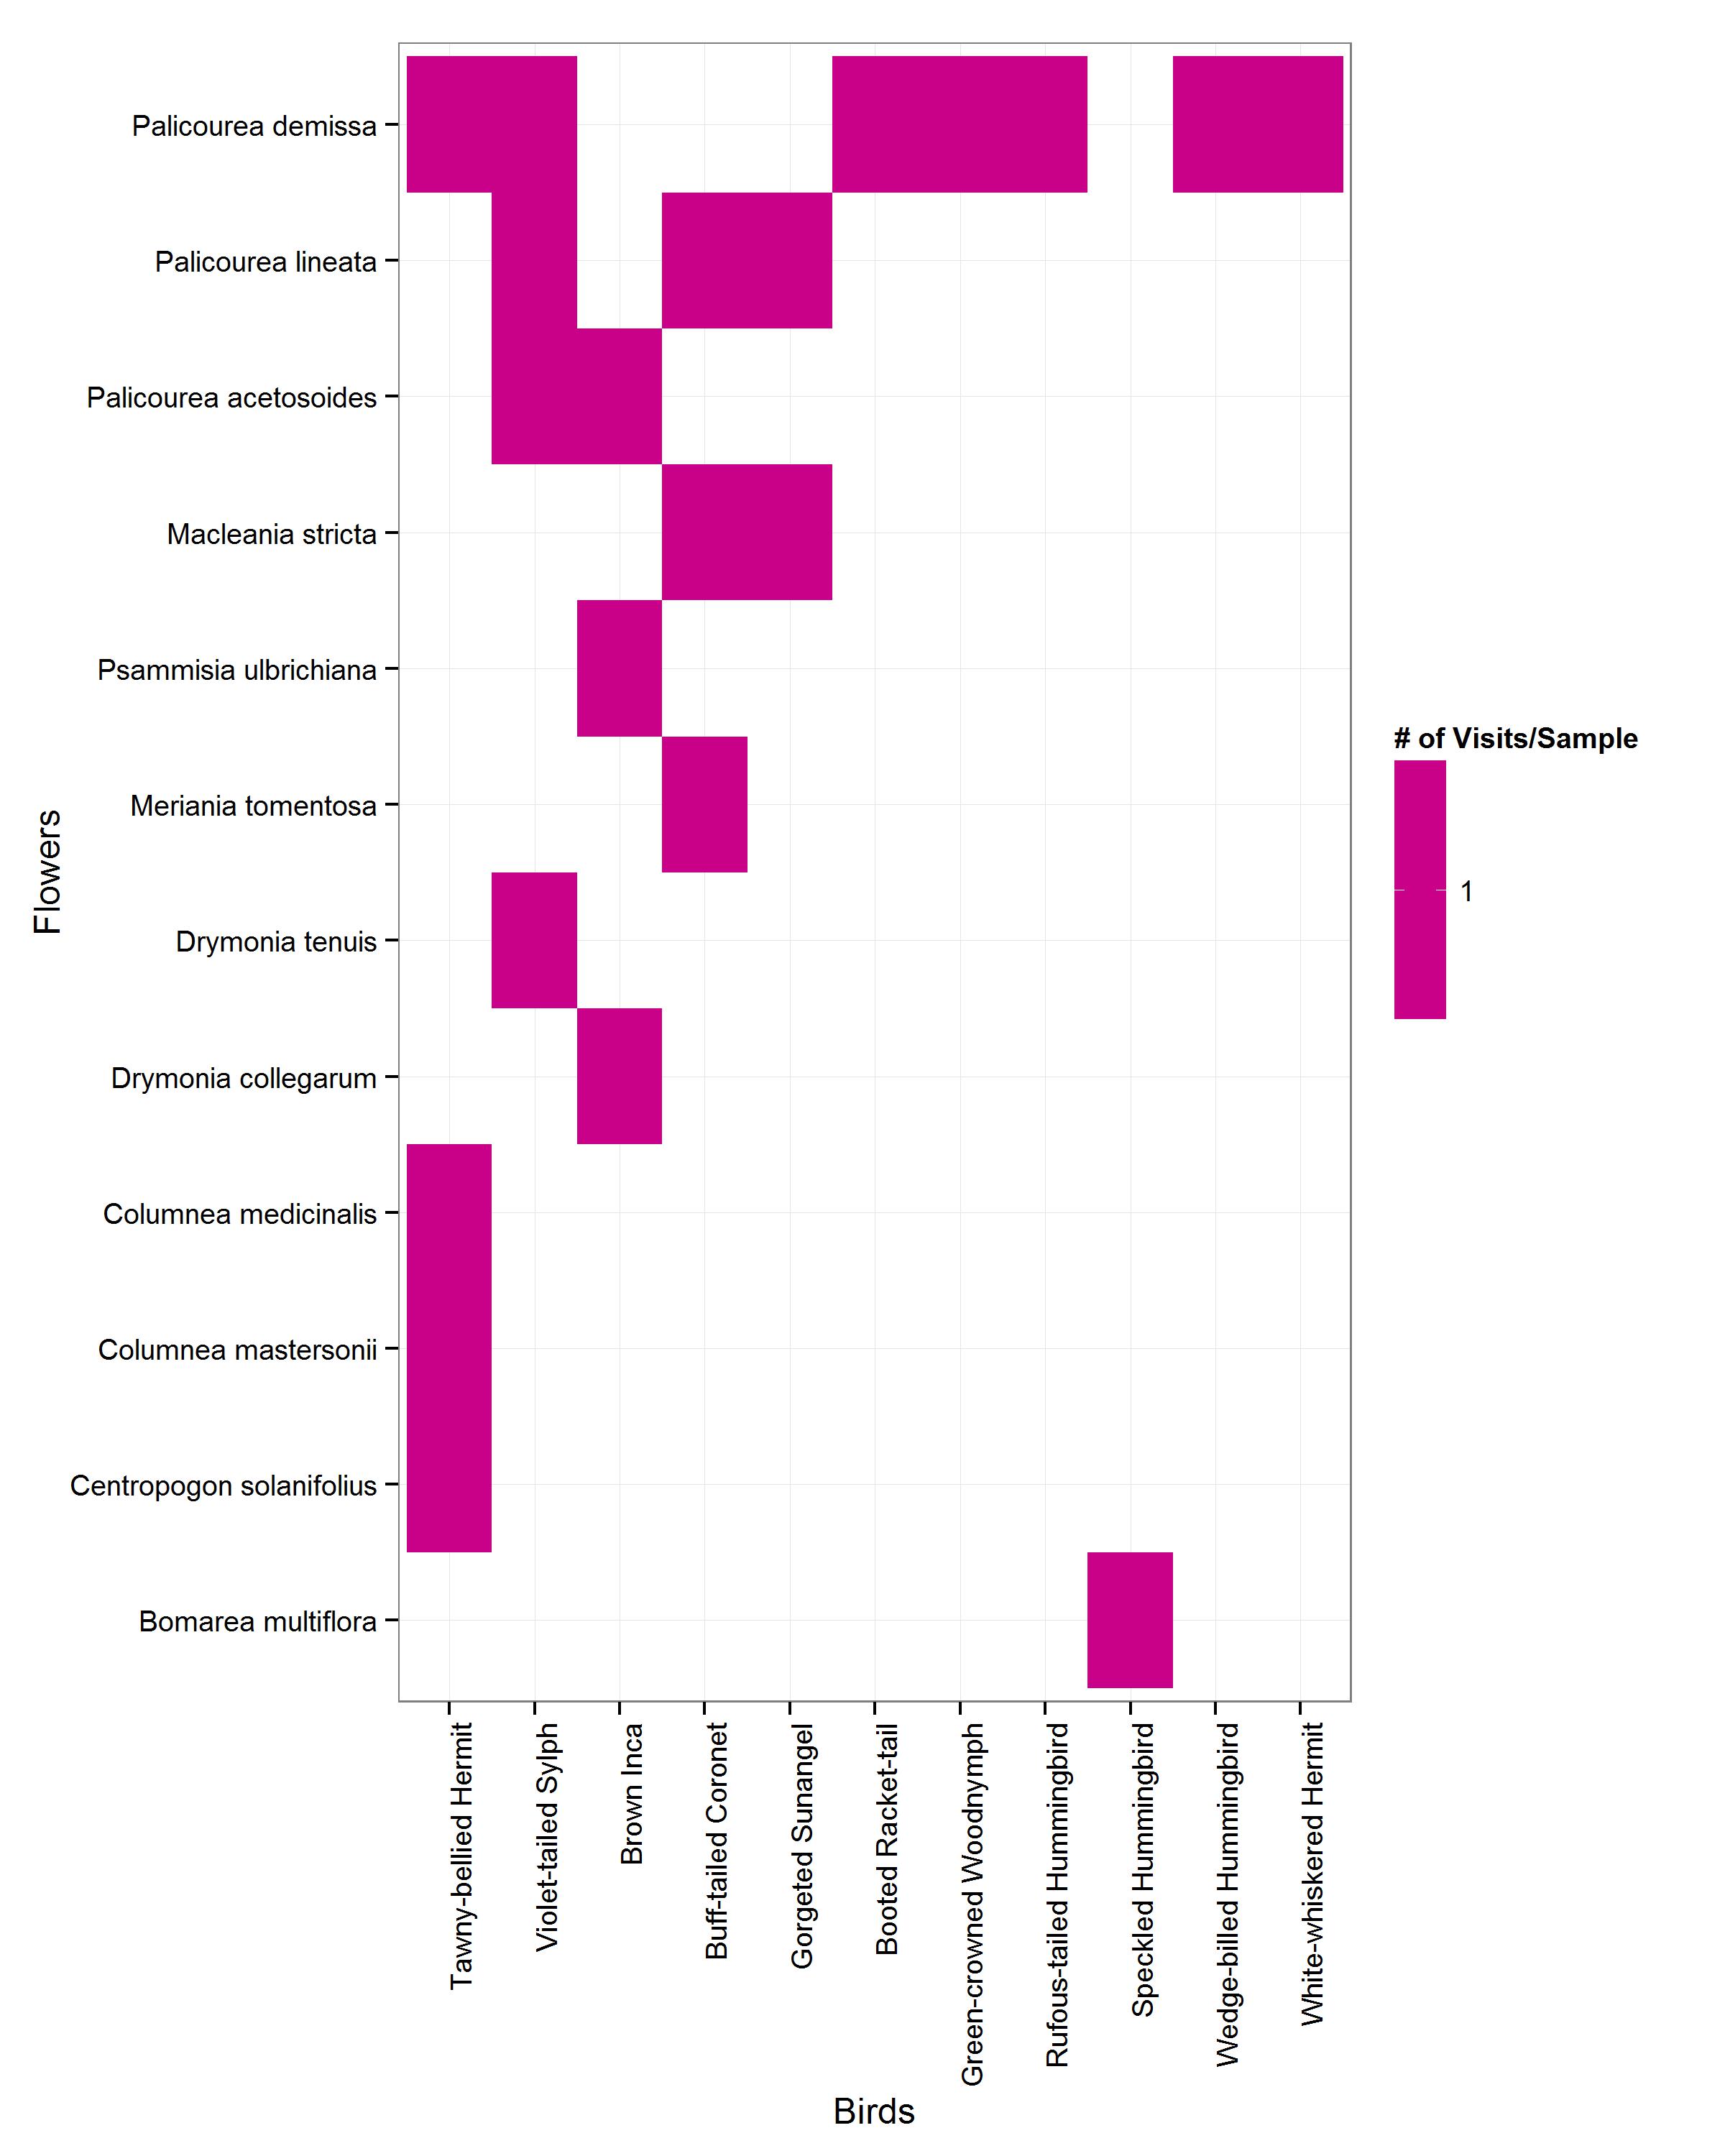 Palicourea demissa
Palicourea lineata
Palicourea acetosoides
Macleania stricta
Psammisia ulbrichiana
Meriania tomentosa
Drymonia tenuis
Drymonia collegarum
Columnea medicinalis
Columnea mastersonii
Centropogon solanifolius
Bomarea multiflora
Flowers
# of Visits/Sample
1
Tawny-bellied Hermit
Violet-tailed Sylph
Brown Inca
Buff-tailed Coronet
Gorgeted Sunangel
Booted Racket-tail
Green-crowned Woodnymph
Rufous-tailed Hummingbird
Speckled Hummingbird
Wedge-billed Hummingbird
White-whiskered Hermit
Birds